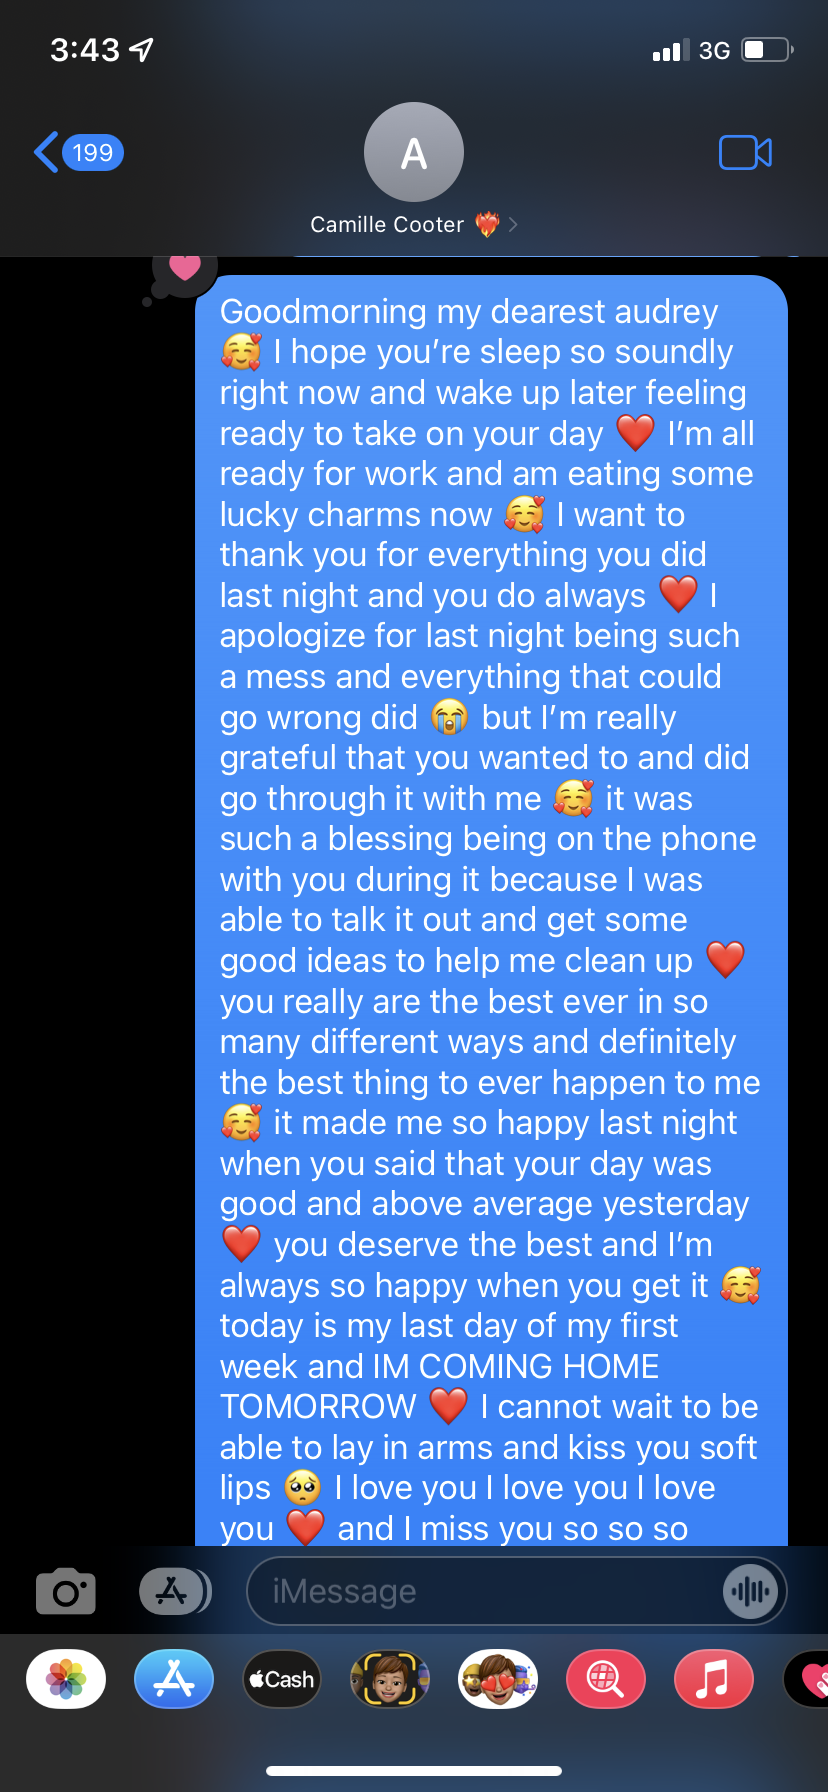 3:43
3G
199
A
Camille Cooter ❤️‍🔥
Goodmorning my dearest audrey
🥰 I hope you’re sleep so soundly
right now and wake up later feeling
ready to take on your day ❤️ I’m all
ready for work and am eating some
lucky charms now 🥰 I want to
thank you for everything you did
last night and you do always ❤️ I
apologize for last night being such
a mess and everything that could
go wrong did 😭 but I’m really
grateful that you wanted to and did
go through it with me 🥰 it was
such a blessing being on the phone
with you during it because I was
able to talk it out and get some
good ideas to help me clean up ❤️
you really are the best ever in so
many different ways and definitely
the best thing to ever happen to me
🥰 it made me so happy last night
when you said that your day was
good and above average yesterday
❤️ you deserve the best and I’m
always so happy when you get it 🥰
today is my last day of my first
week and IM COMING HOME
TOMORROW ❤️ I cannot wait to be
able to lay in arms and kiss you soft
lips 🥺 I love you I love you I love
you ❤️ and I miss you so so so
iMessage
Cash